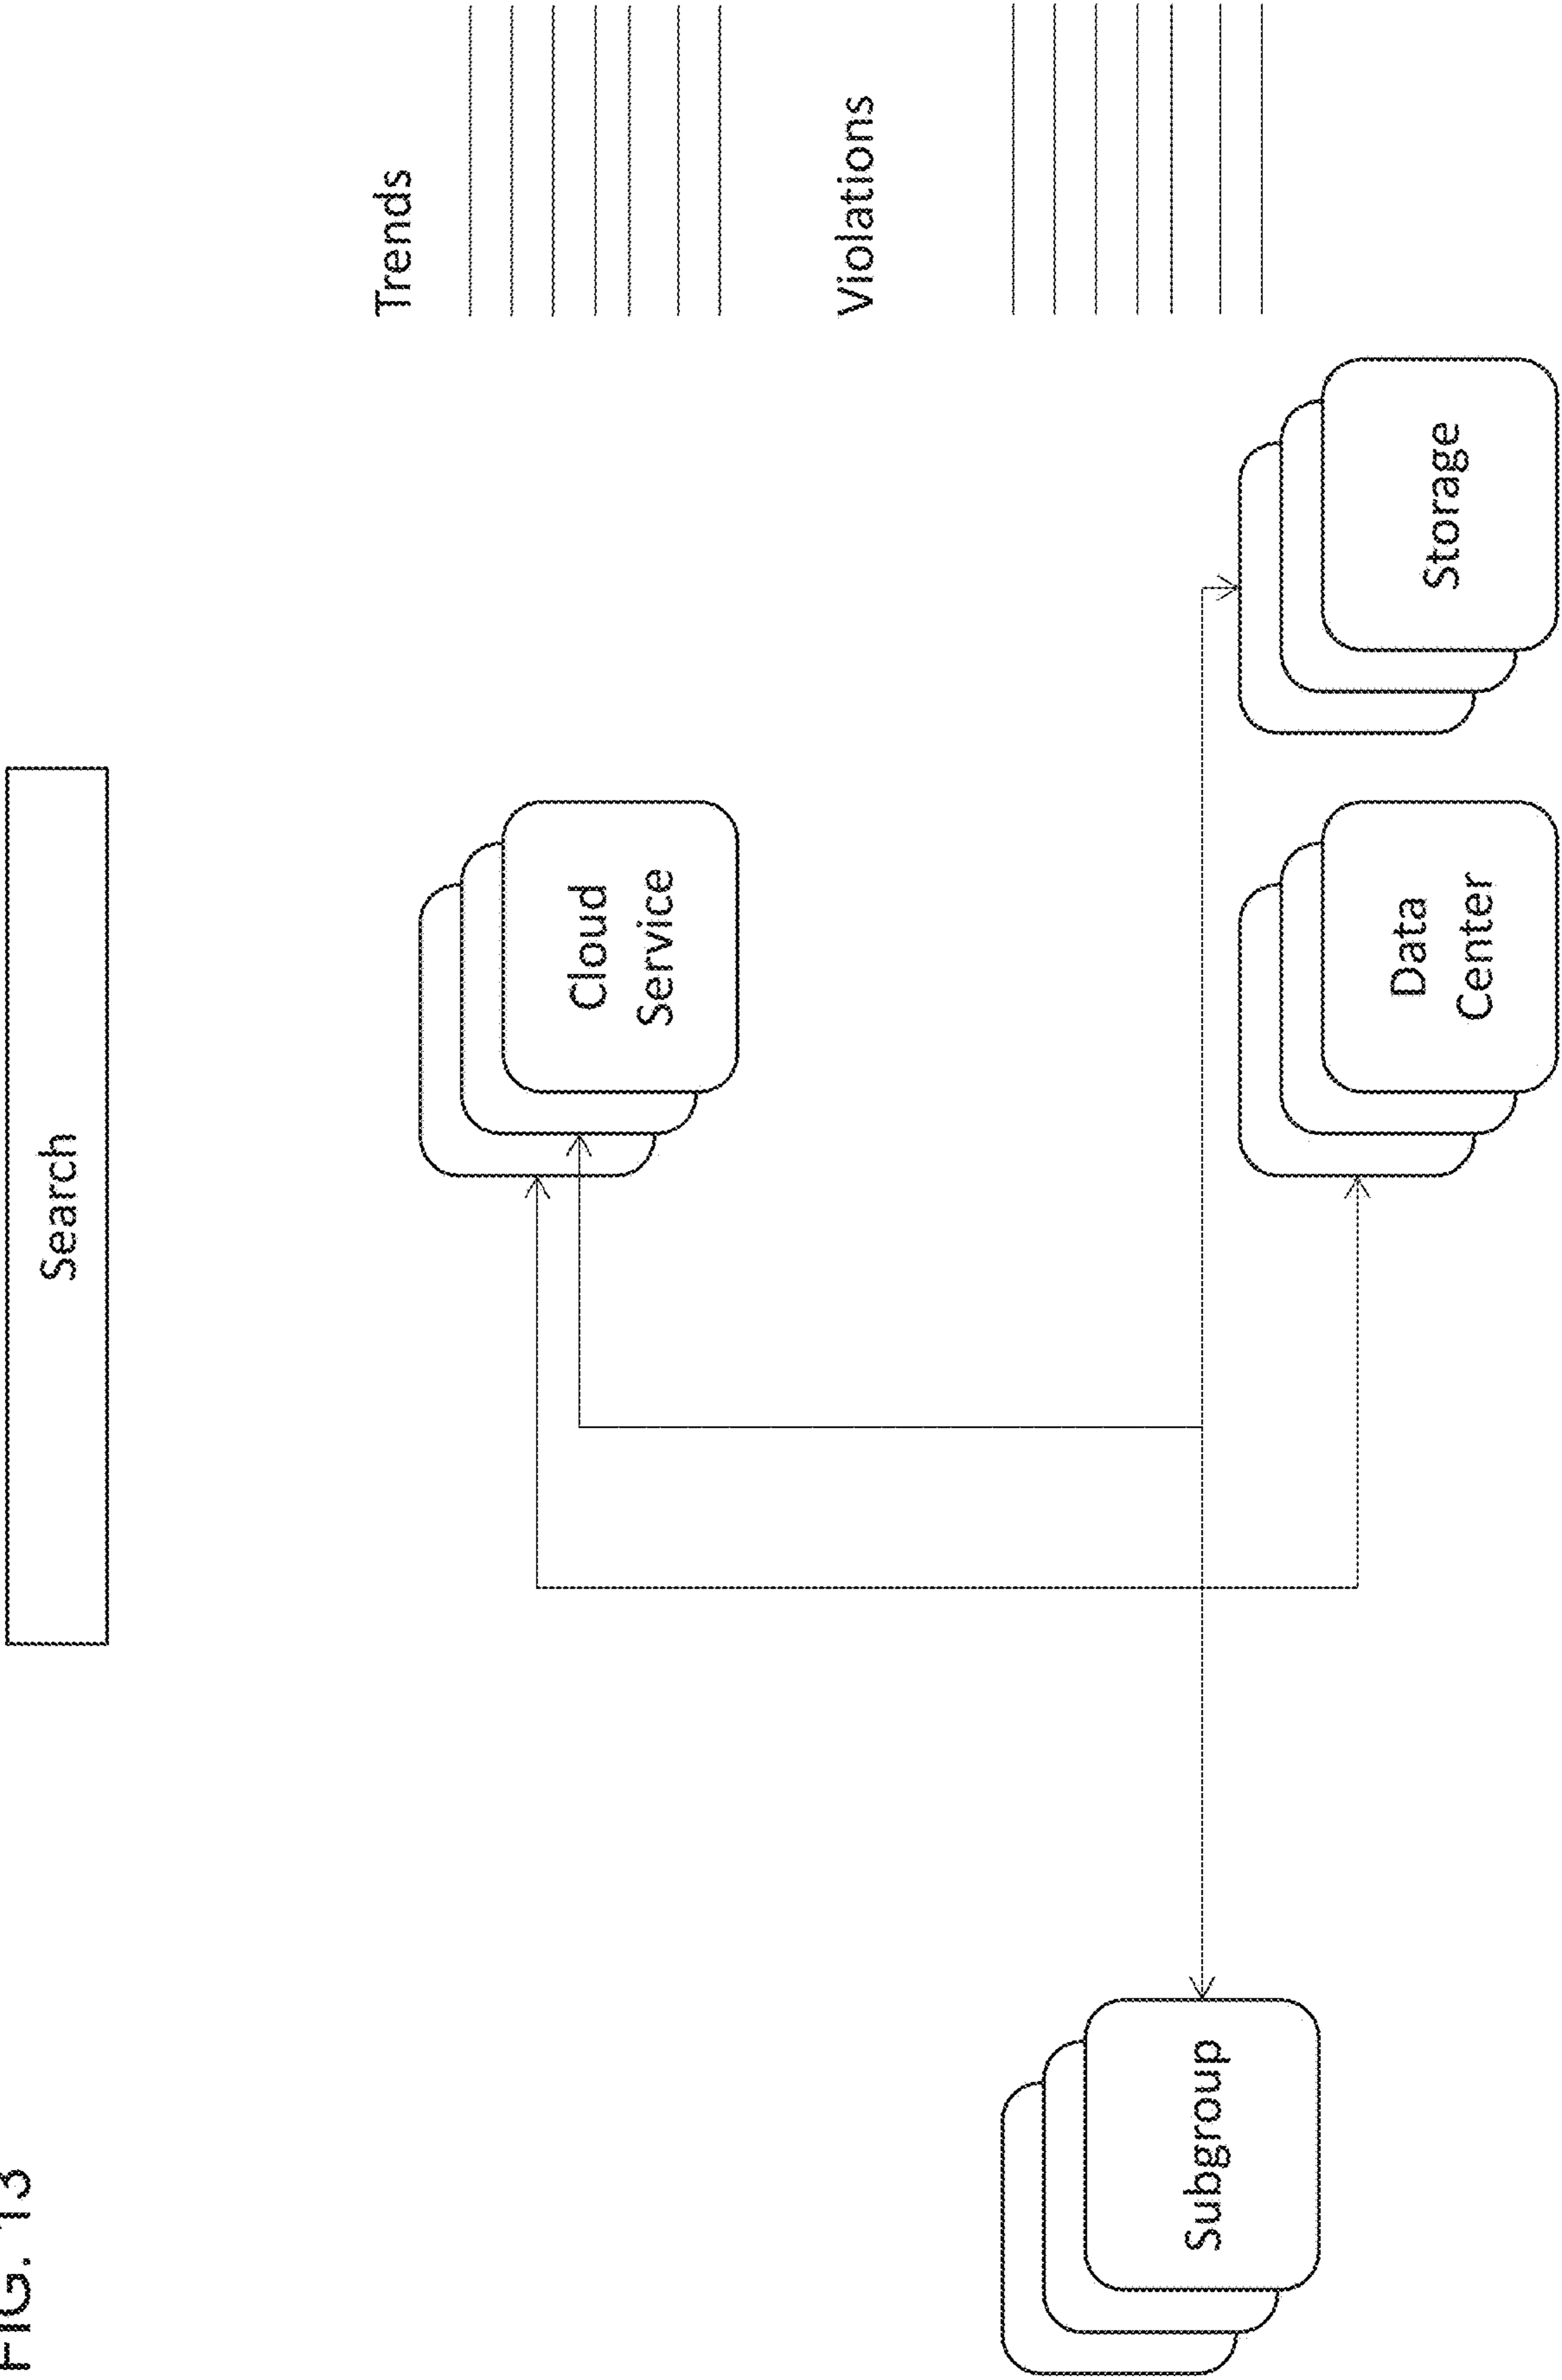 FIG. 13
Search
Trends
Violations
Cloud
Service
Subgroup
Data
Center
Storage